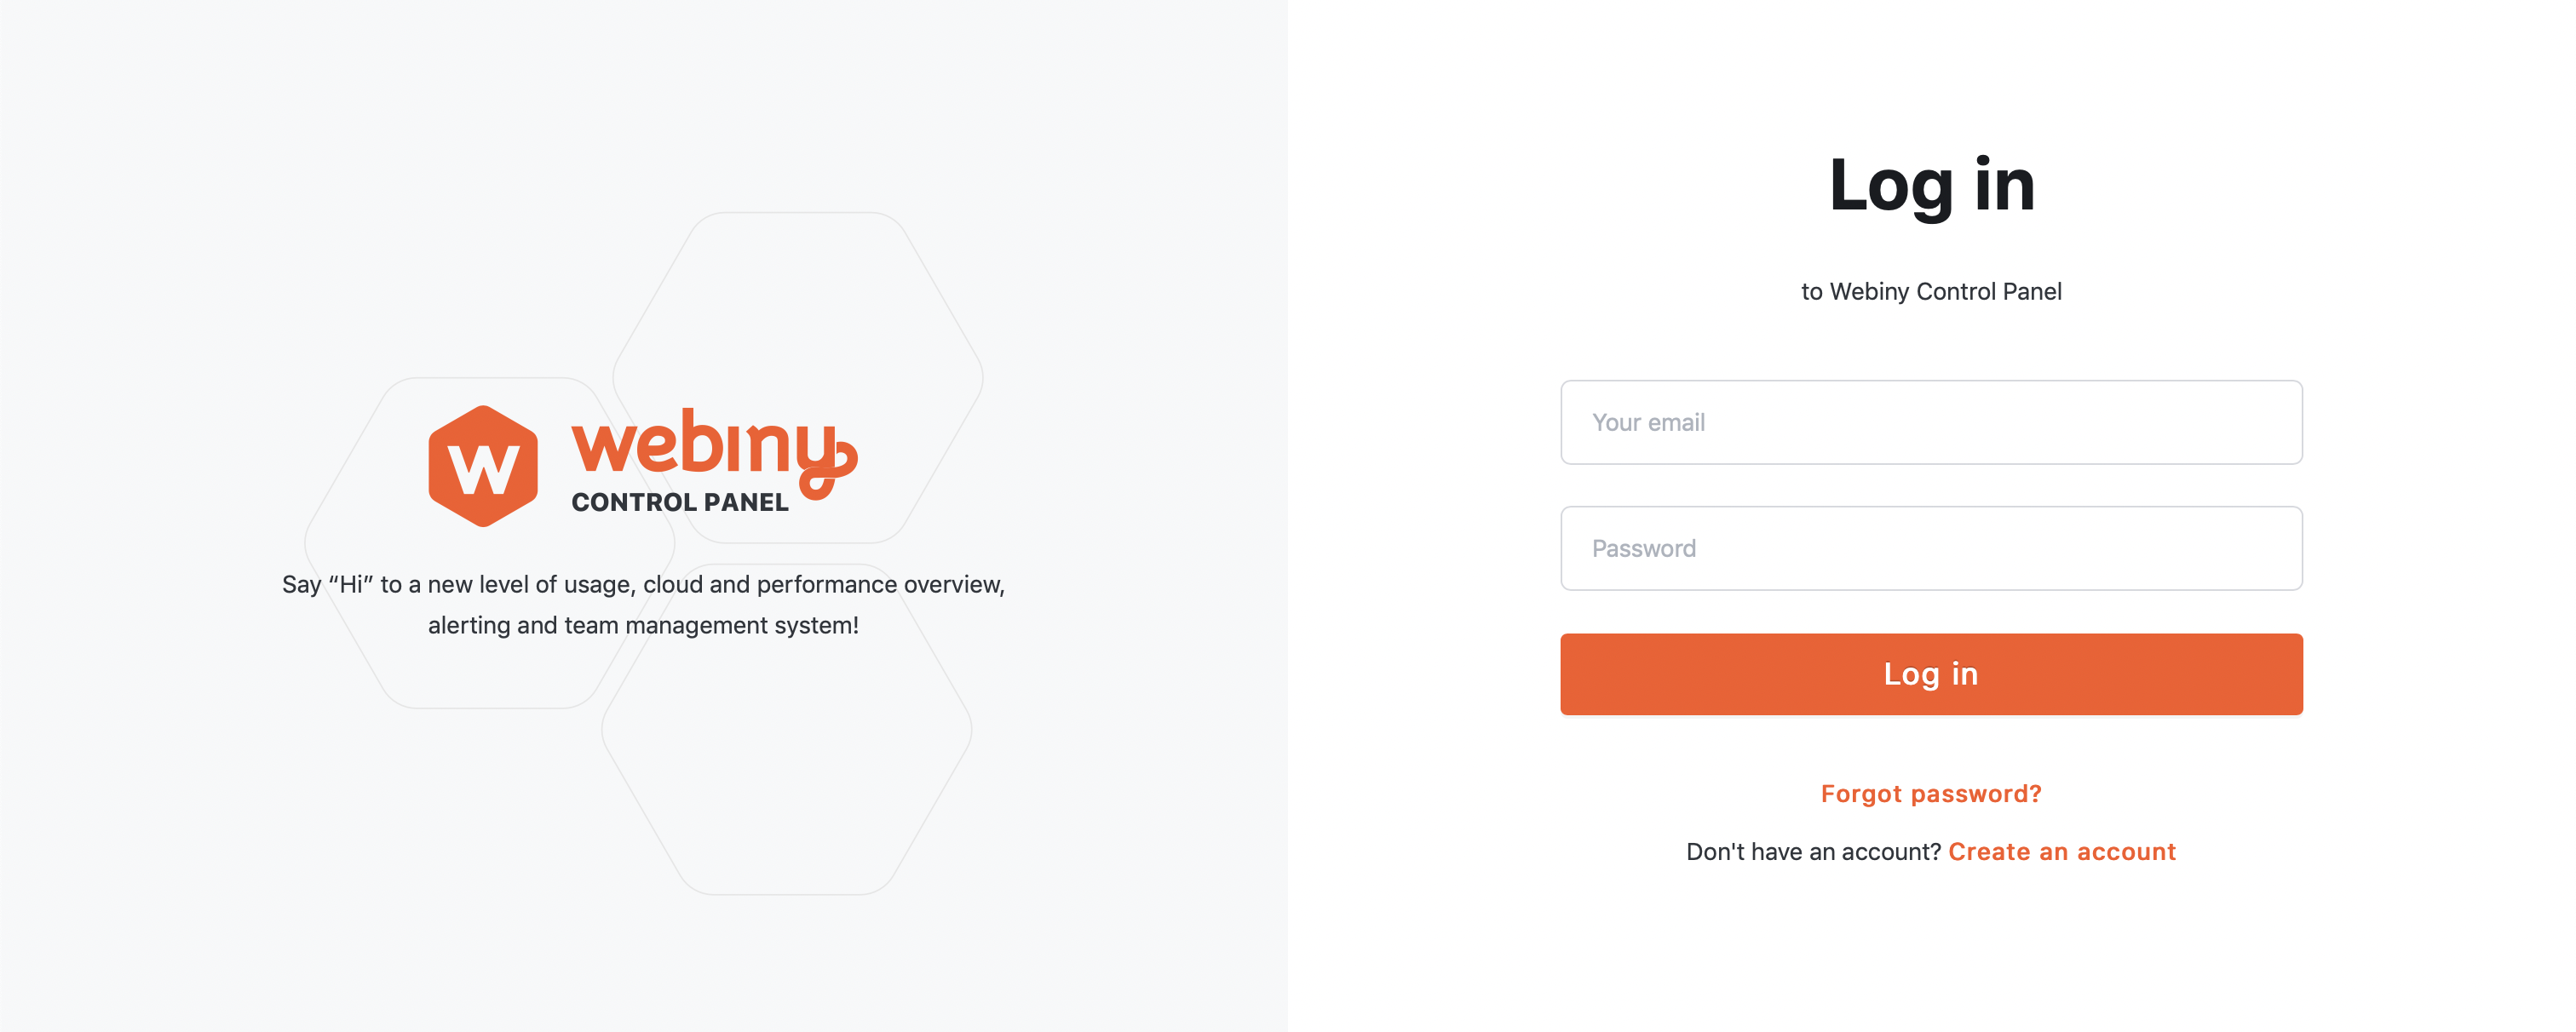 W webiny
CONTROL PANEL
Say “Hi” to a new level of usage, cloud and performance overview,
alerting and team management system!
Log in
to Webiny Control Panel
Your email
Password
Log in
Forgot password?
Don't have an account? Create an account